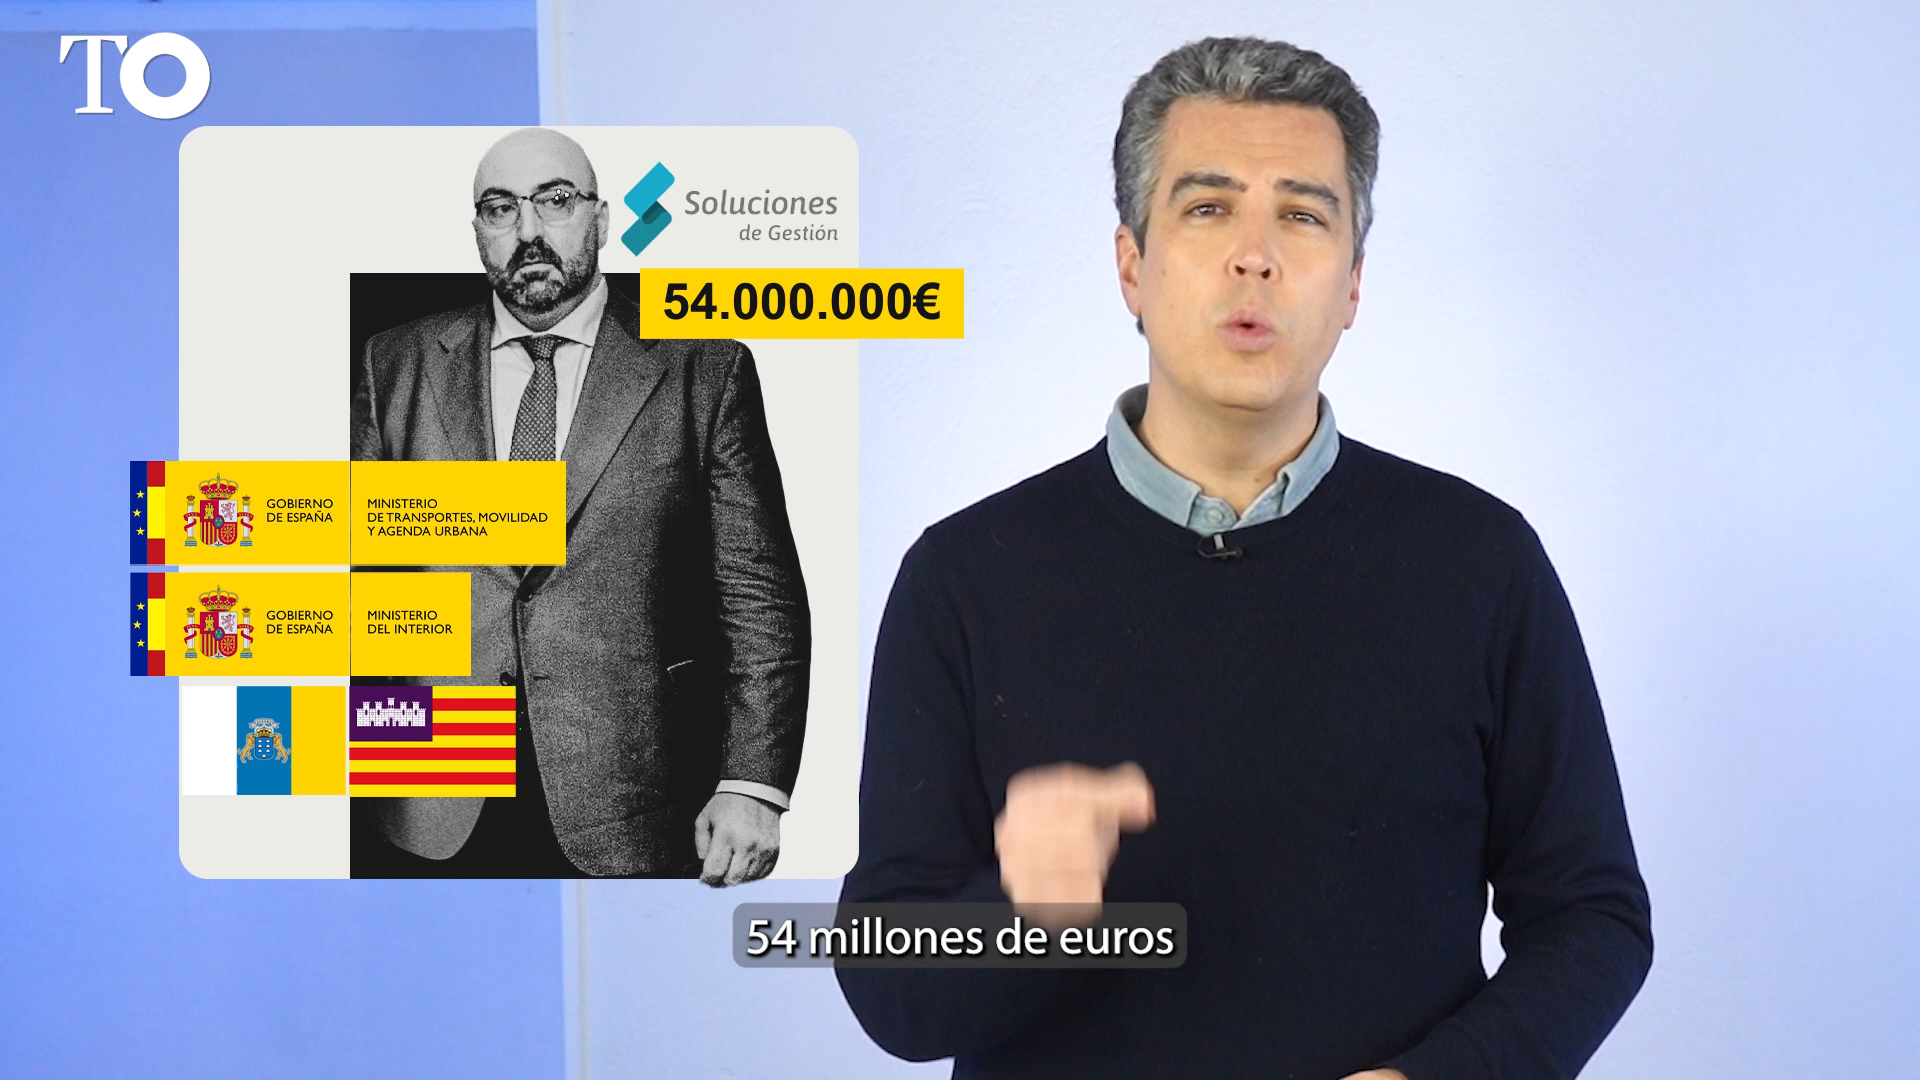 TO
Soluciones
de Gestión
54.000.000€
GOBIERNO
DE ESPAÑA
MINISTERIO
DE TRANSPORTES, MOVILIDAD
Y AGENDA URBANA
GOBIERNO
DE ESPAÑA
MINISTERIO
DEL INTERIOR
54 millones de euros